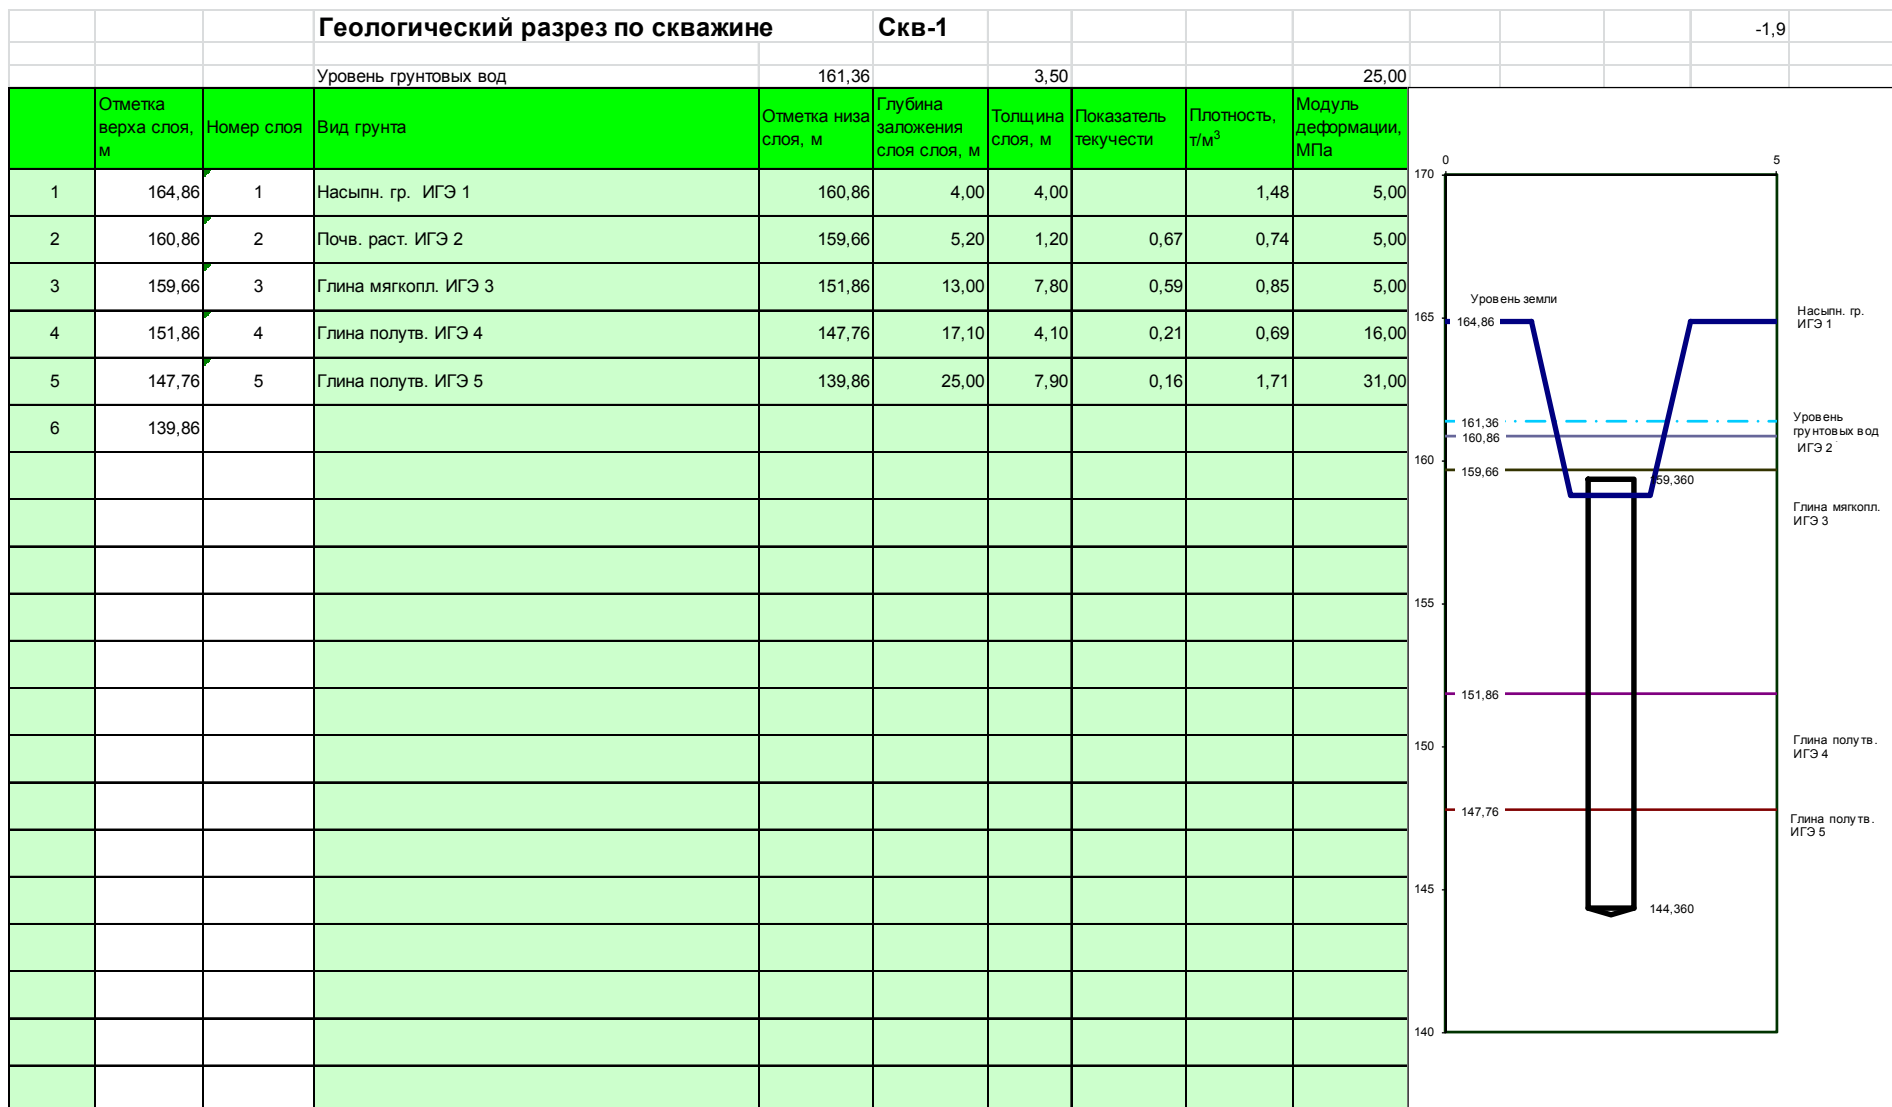 Геологический разрез по скважине Скв-1 -1,9
Уровень грунтовых вод 161,36 3,50 25,00
Отметка верха слоя, м Номер слоя Вид грунта Отметка низа слоя, м Глубина заложения слоя слоя, м Толщина слоя, м Показатель текучести Плотность, т/м³ Модуль деформации, МПа
1 164,86 1 Насыпн. гр. ИГЭ 1 160,86 4,00 4,00 1,48 5,00
2 160,86 2 Почв. раст. ИГЭ 2 159,66 5,20 1,20 0,67 0,74 5,00
3 159,66 3 Глина мягкопл. ИГЭ 3 151,86 13,00 7,80 0,59 0,85 5,00
4 151,86 4 Глина полутв. ИГЭ 4 147,76 17,10 4,10 0,21 0,69 16,00
5 147,76 5 Глина полутв. ИГЭ 5 139,86 25,00 7,90 0,16 1,71 31,00
6 139,86
0 5
170
Уровень земли
165 164,86
Насыпн. гр.
ИГЭ 1
161,36
Уровень
грунтовых вод
160,86
ИГЭ 2
160
159,66
159,360
Глина мягкопл.
ИГЭ 3
155
151,86
150
Глина полутв.
ИГЭ 4
147,76
Глина полутв.
ИГЭ 5
145
144,360
140